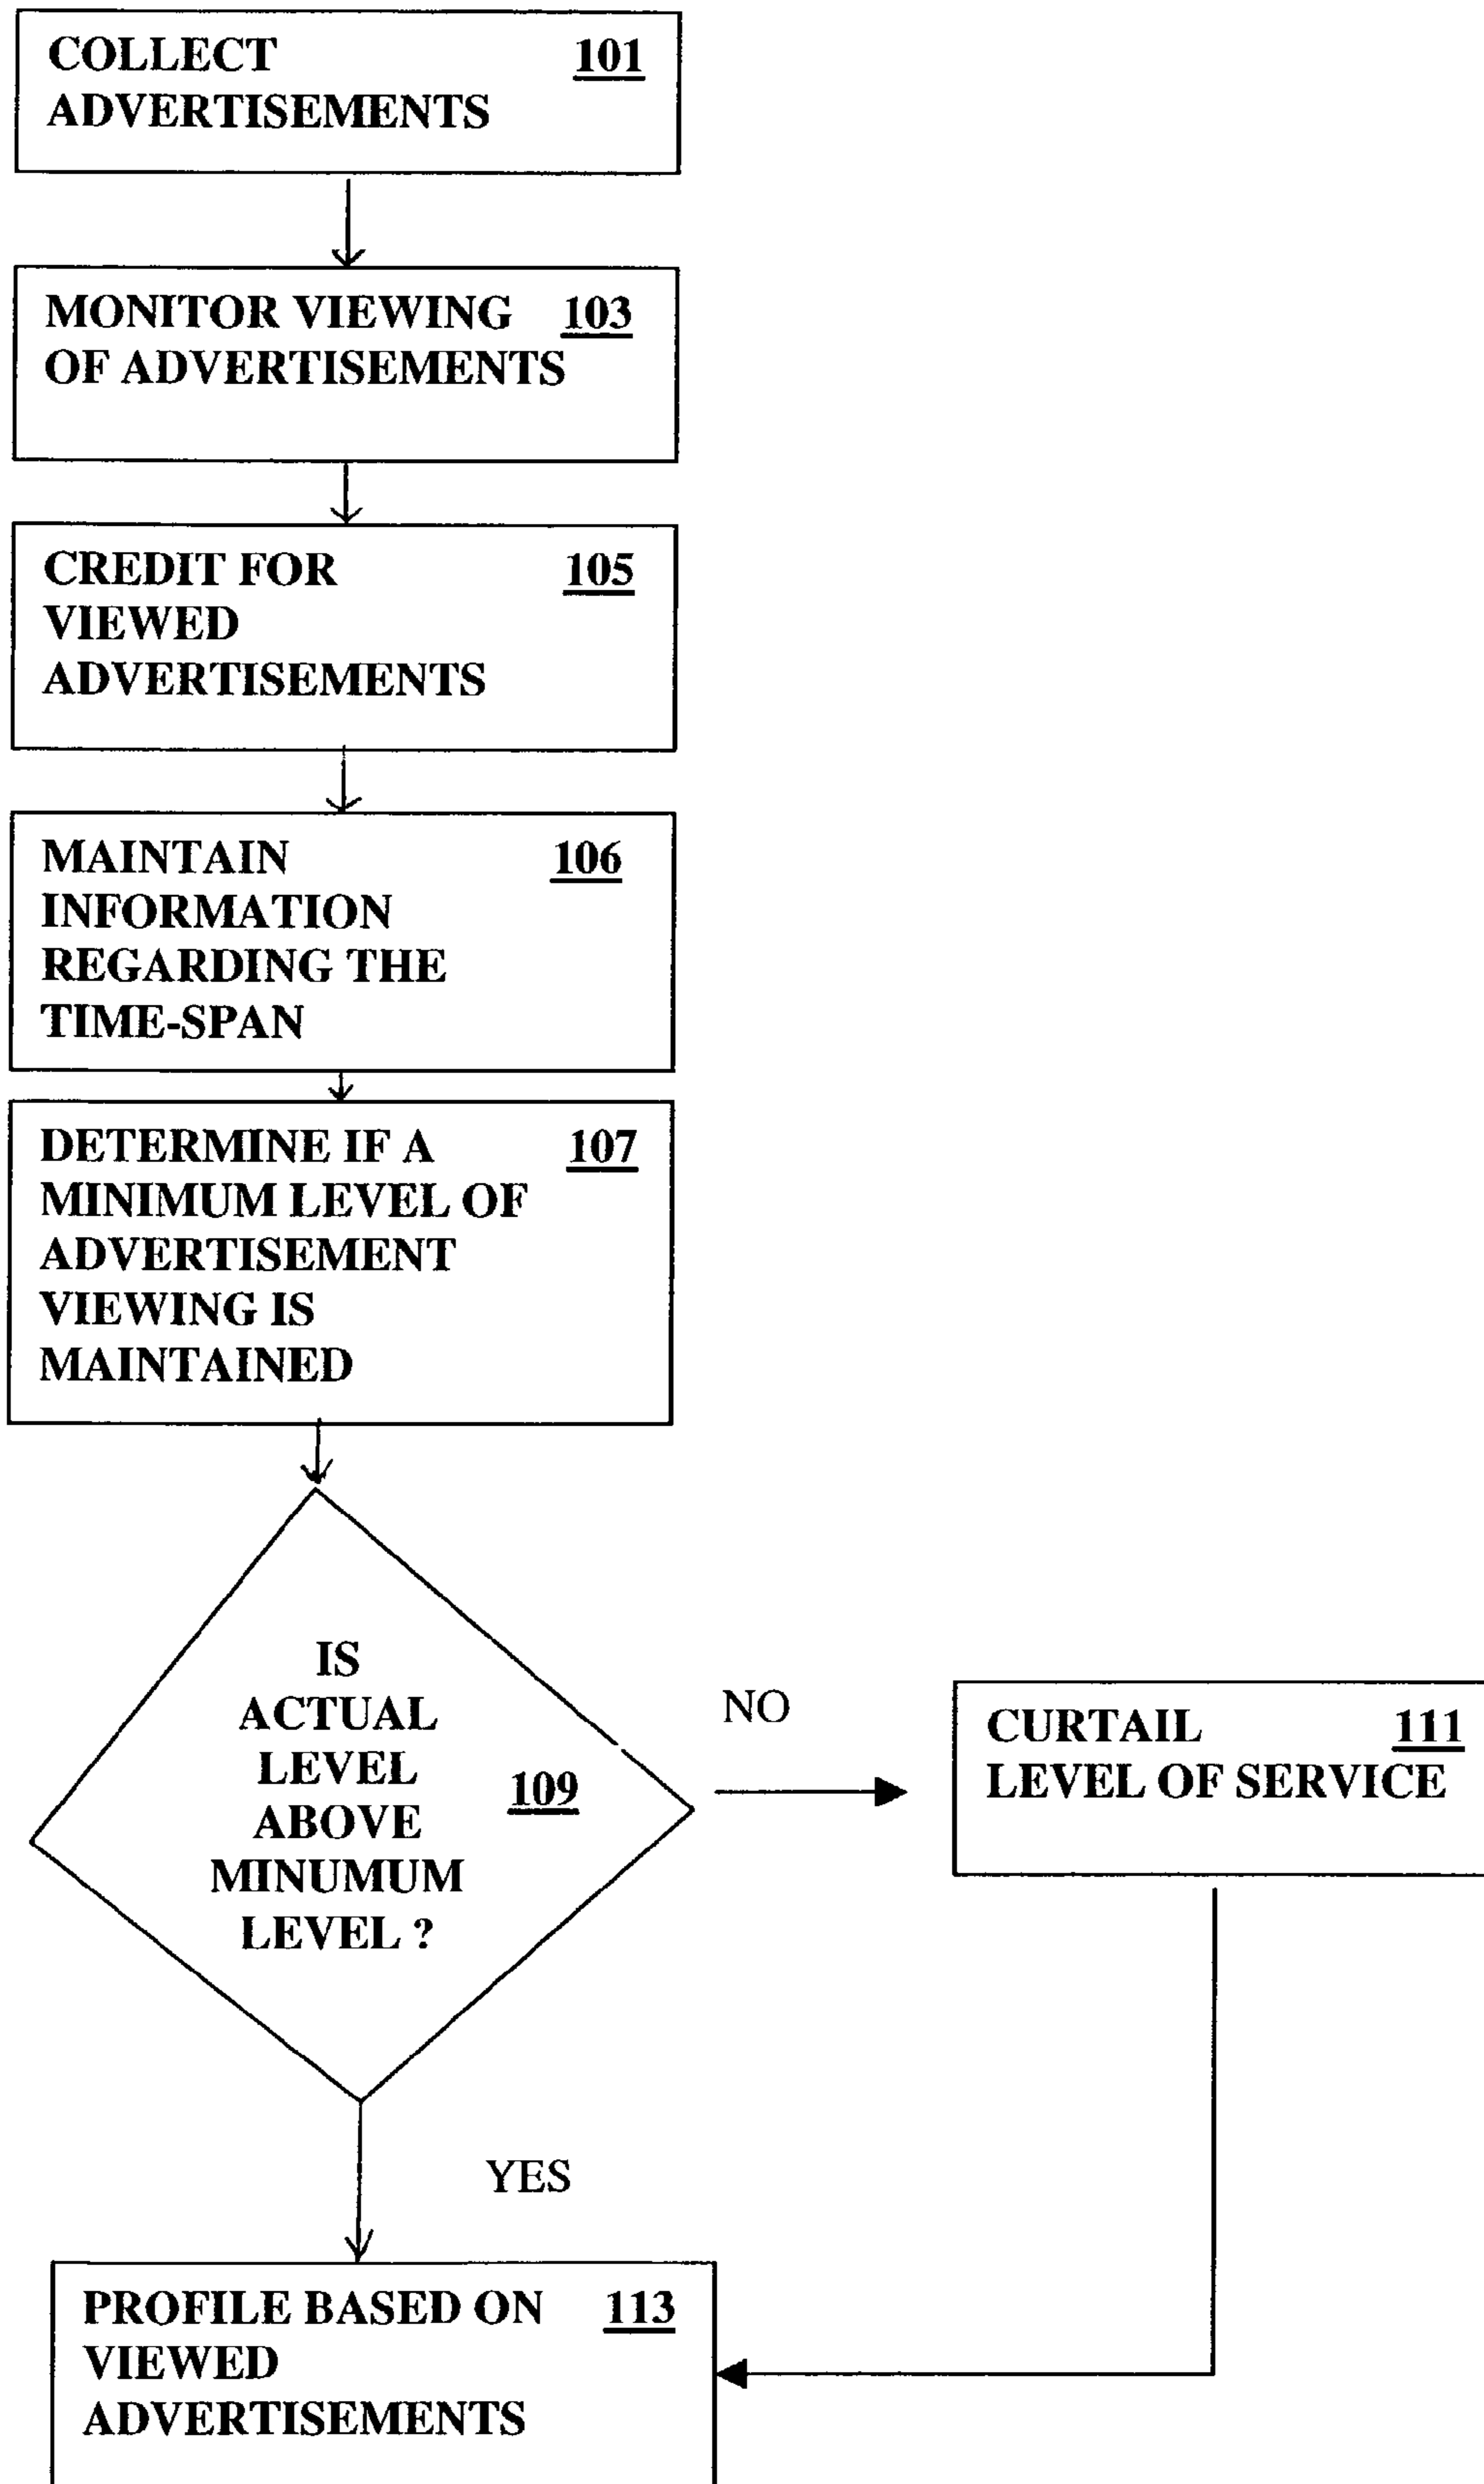 COLLECT 101
ADVERTISEMENTS
MONITOR VIEWING 103
OF ADVERTISEMENTS
CREDIT FOR 105
VIEWED
ADVERTISEMENTS
MAINTAIN 106
INFORMATION
REGARDING THE
TIME-SPAN
DETERMINE IF A 107
MINIMUM LEVEL OF
ADVERTISEMENT
VIEWING IS
MAINTAINED
IS
ACTUAL
LEVEL 109
ABOVE
MINUMUM
LEVEL ?
NO
CURTAIL 111
LEVEL OF SERVICE
YES
PROFILE BASED ON 113
VIEWED
ADVERTISEMENTS